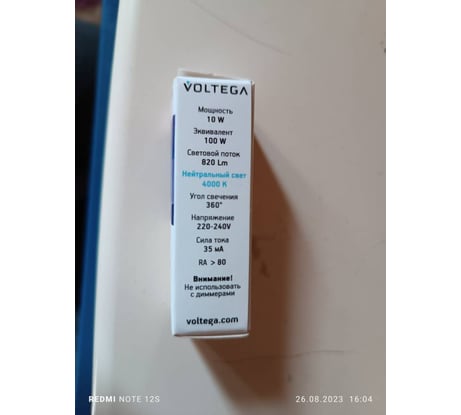 VOLTEGA
Мощность
10 W
Эквивалент
100 W
Световой поток
820 Lm
Нейтральный свет
4000 K
Угол свечения
360°
Напряжение
220-240V
Сила тока
35 мА
RA > 80
Внимание!
Не использовать
с диммерами
voltega.com
REDMI NOTE 12S
26.08.2023 16:04